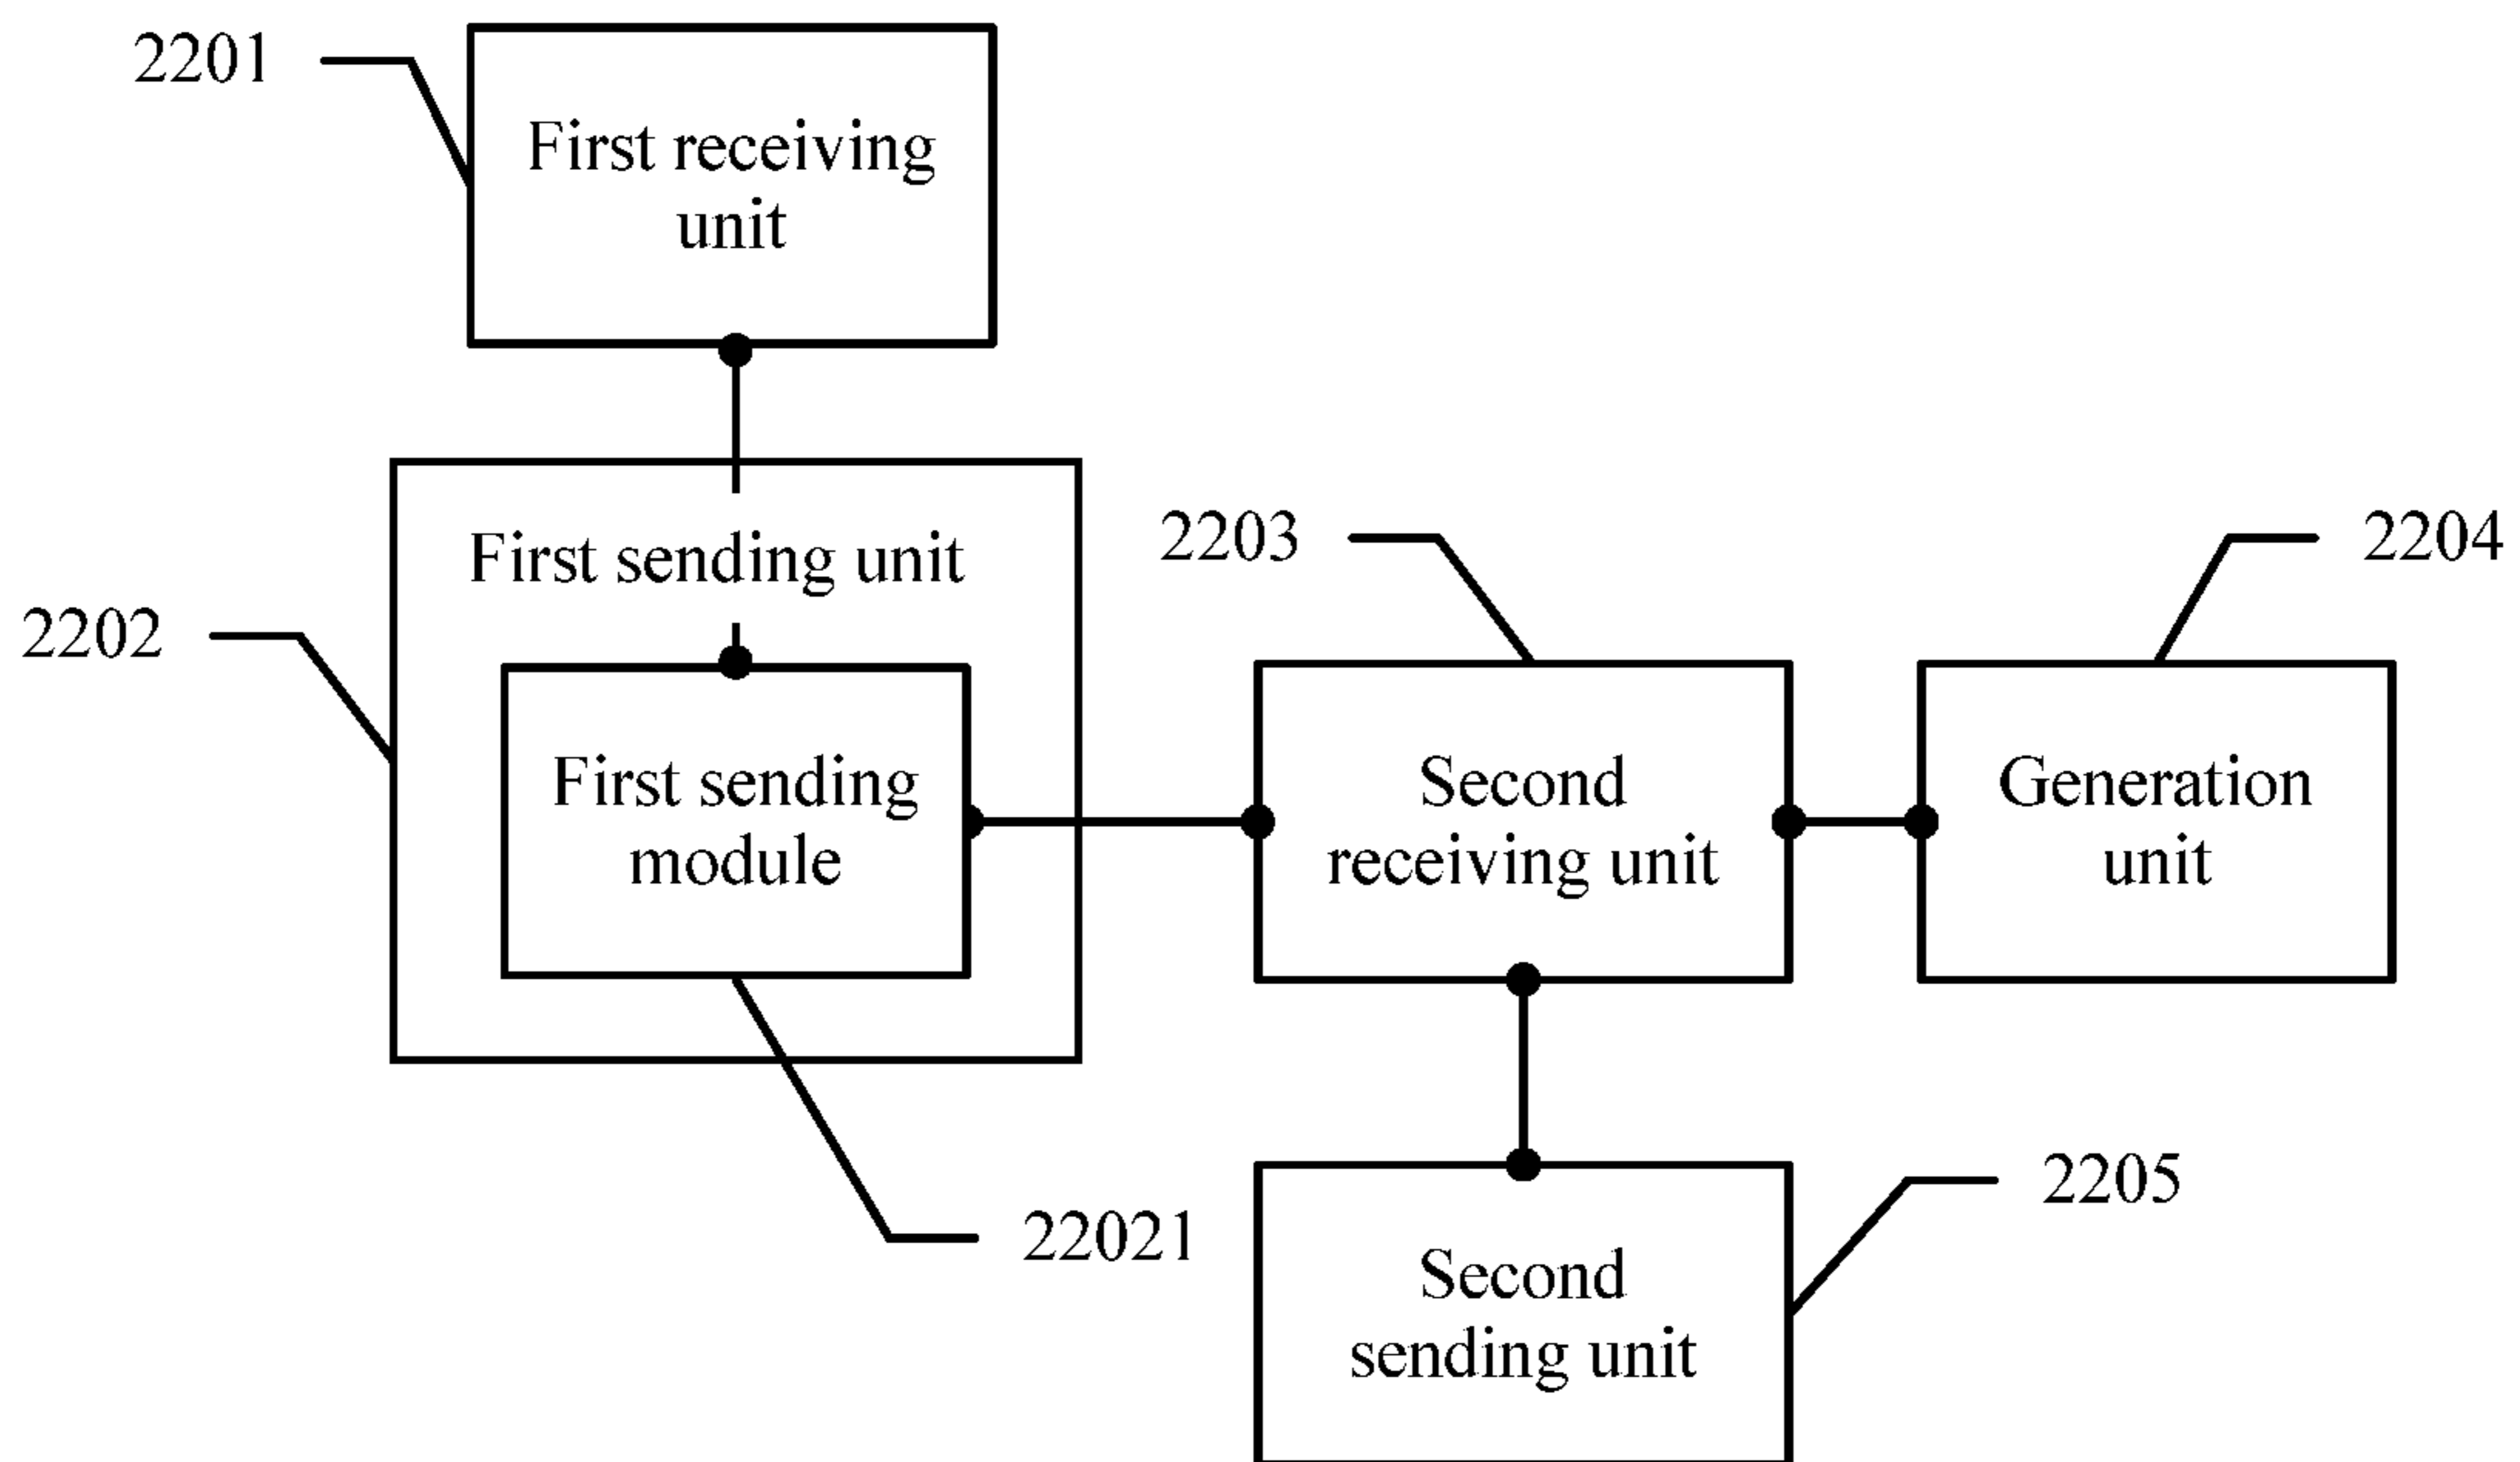 2201
First receiving
unit
First sending unit
2202
First sending
module
22021
2203
Second
receiving unit
2204
Generation
unit
2205
Second
sending unit